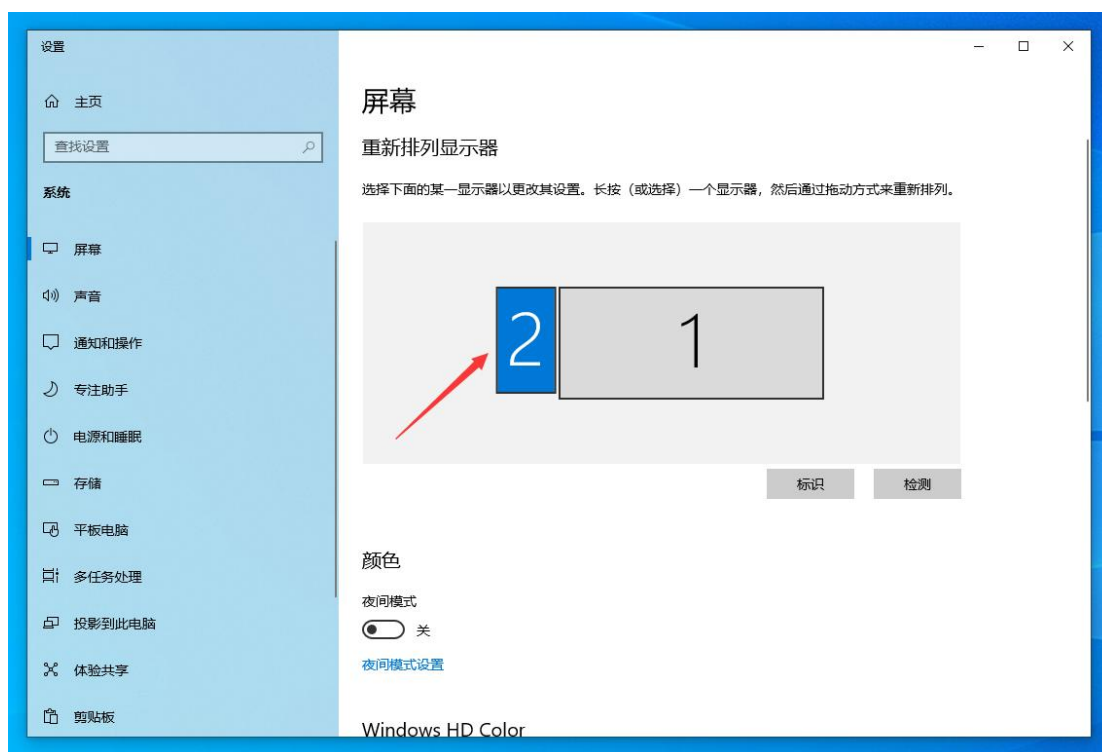 设置
主页
查找设置
系统
屏幕
声音
通知和操作
专注助手
电源和睡眠
存储
平板电脑
多任务处理
投影到此电脑
体验共享
剪贴板
屏幕
重新排列显示器
选择下面的某一显示器以更改其设置。长按（或选择）一个显示器，然后通过拖动方式来重新排列。
2 1
标识 检测
颜色
夜间模式
关
夜间模式设置
Windows HD Color